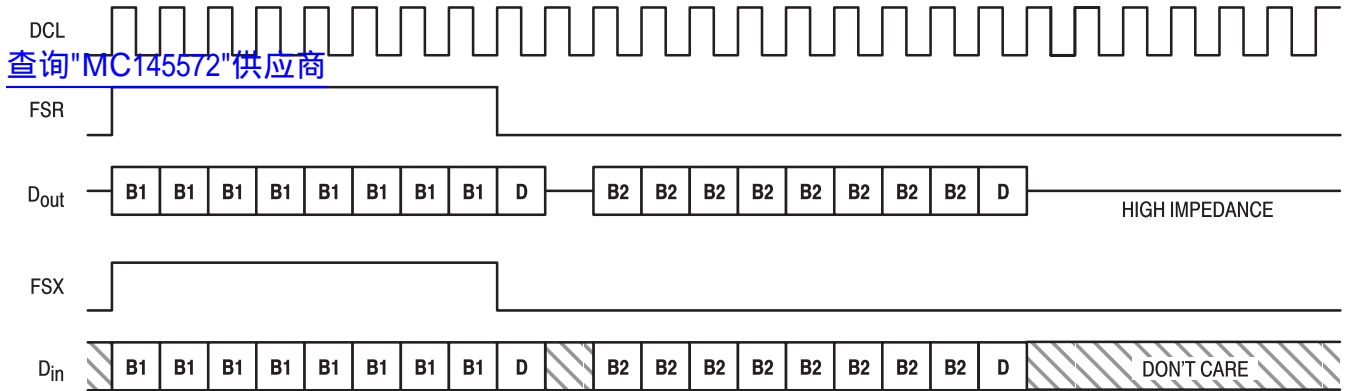 DCL
查询"MC145572"供应商
FSR
Dout B1 B1 B1 B1 B1 B1 B1 B1 D B2 B2 B2 B2 B2 B2 B2 B2 D
HIGH IMPEDANCE
FSX
Din B1 B1 B1 B1 B1 B1 B1 B1 D B2 B2 B2 B2 B2 B2 B2 B2 D DON'T CARE